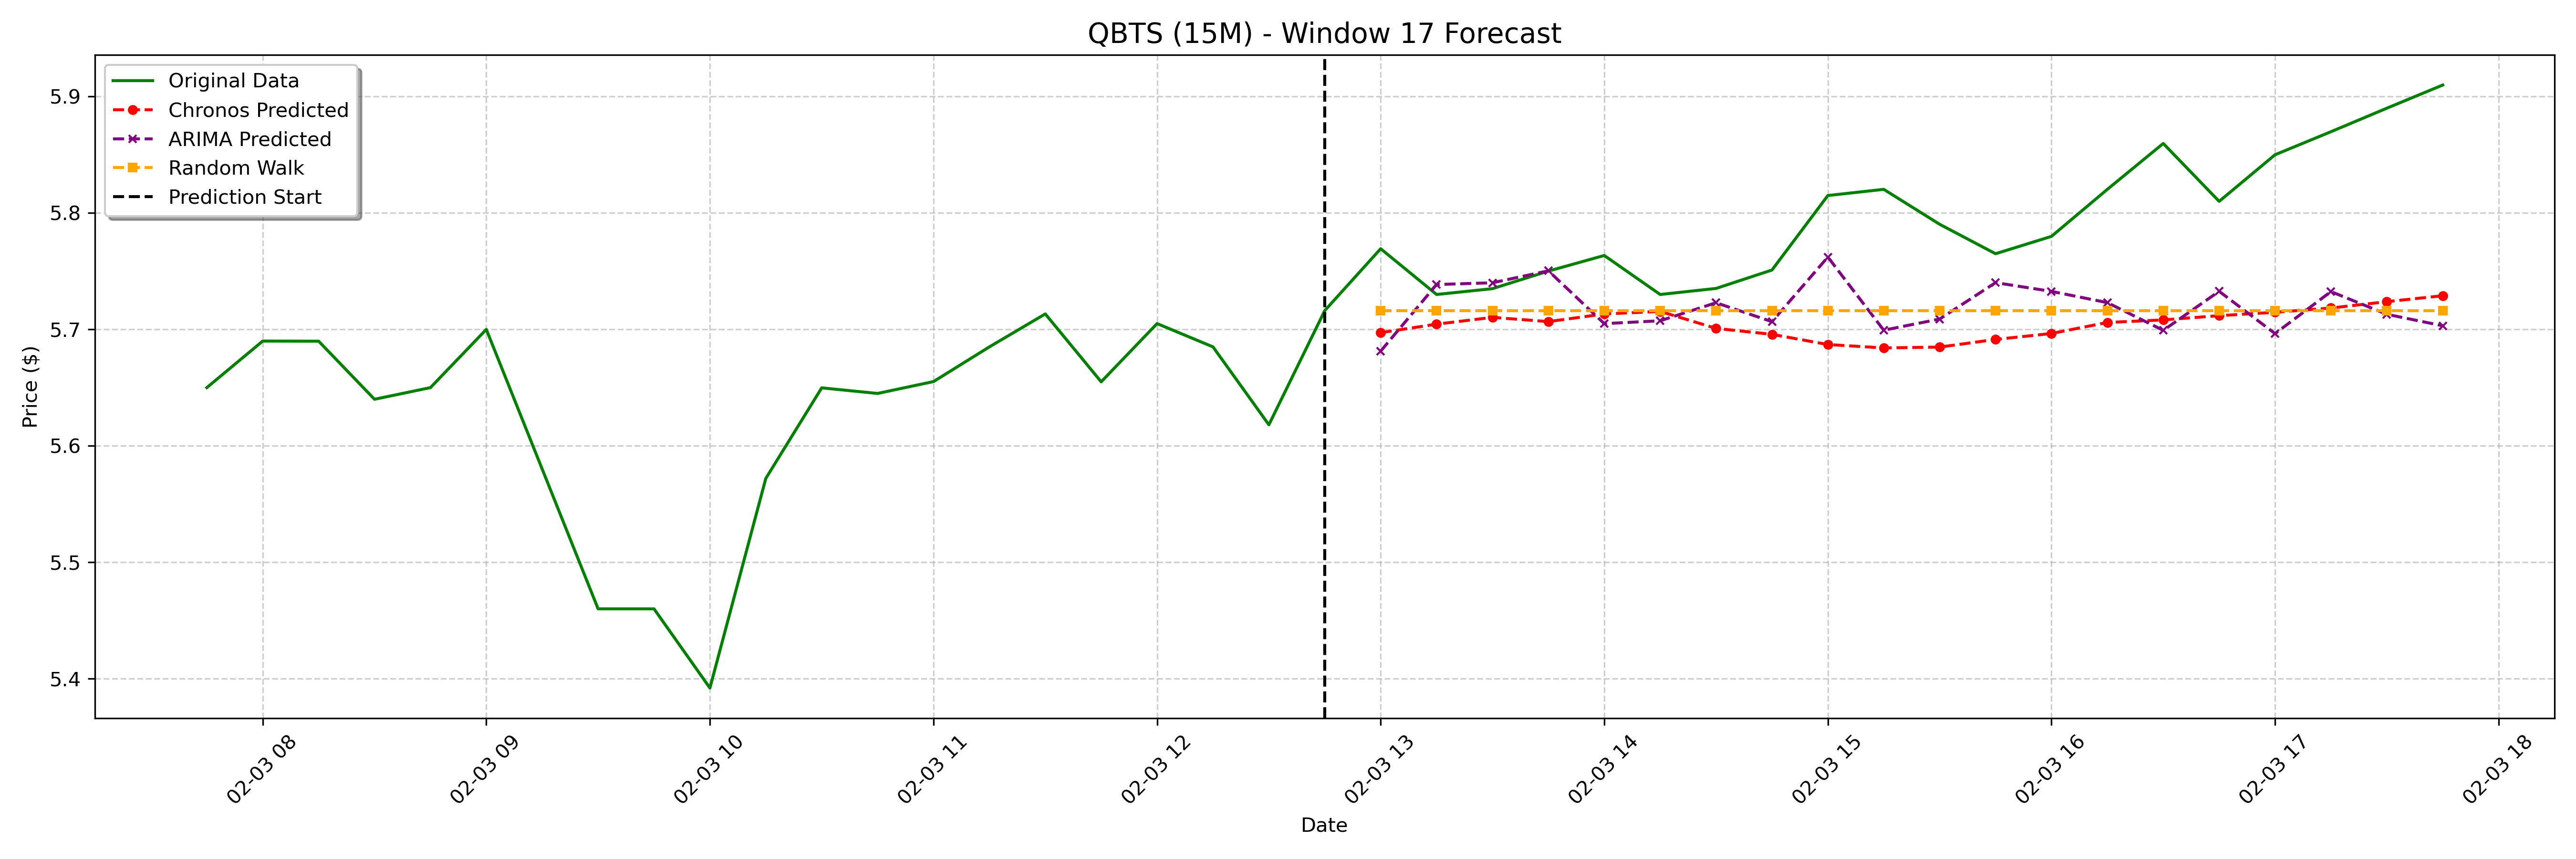 QBTS (15M) - Window 17 Forecast
Original Data
Chronos Predicted
ARIMA Predicted
Random Walk
Prediction Start
Price ($)
5.9
5.8
5.7
5.6
5.5
5.4
02-03 08
02-03 09
02-03 10
02-03 11
02-03 12
02-03 13
02-03 14
02-03 15
02-03 16
02-03 17
02-03 18
Date